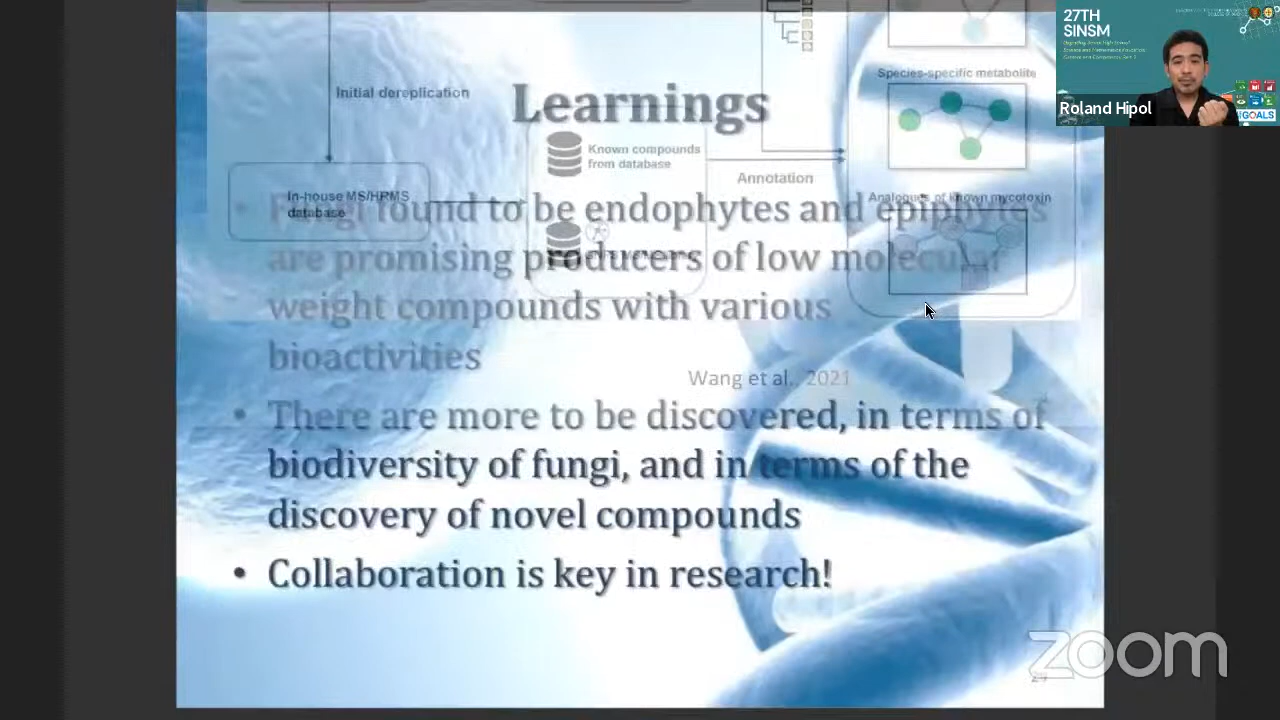 27TH
SINSM
Roland Hipol
GOALS
Species-specific metabolite
Initial dereplication
Learnings
Known compounds
from database
Annotation
In-house MS/HRMS
database
Analogues of known mycotoxin
• Fungi found to be endophytes and epiphytes
are promising producers of low molecular
weight compounds with various
bioactivities
Wang et al., 2021
• There are more to be discovered, in terms of
biodiversity of fungi, and in terms of the
discovery of novel compounds
• Collaboration is key in research!
zoom